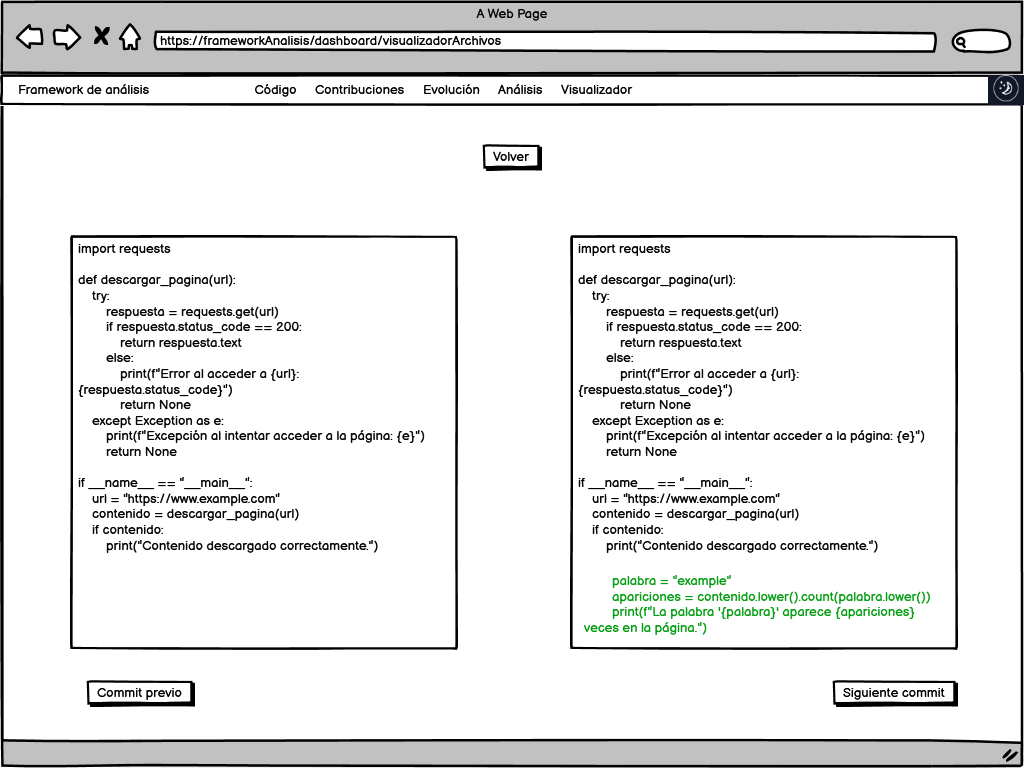 A Web Page
https://frameworkAnalisis/dashboard/visualizadorArchivos
Framework de análisis
Código
Contribuciones
Evolución
Análisis
Visualizador
Volver
import requests
def descargar_pagina(url):
try:
respuesta = requests.get(url)
if respuesta.status_code == 200:
return respuesta.text
else:
print(f"Error al acceder a {url}:
{respuesta.status_code}")
return None
except Exception as e:
print(f"Excepción al intentar acceder a la página: {e}")
return None
if __name__ == "__main__":
url = "https://www.example.com"
contenido = descargar_pagina(url)
if contenido:
print("Contenido descargado correctamente.")
import requests
def descargar_pagina(url):
try:
respuesta = requests.get(url)
if respuesta.status_code == 200:
return respuesta.text
else:
print(f"Error al acceder a {url}:
{respuesta.status_code}")
return None
except Exception as e:
print(f"Excepción al intentar acceder a la página: {e}")
return None
if __name__ == "__main__":
url = "https://www.example.com"
contenido = descargar_pagina(url)
if contenido:
print("Contenido descargado correctamente.")
palabra = "example"
apariciones = contenido.lower().count(palabra.lower())
print(f"La palabra '{palabra}' aparece {apariciones}
veces en la página.")
Commit previo
Siguiente commit